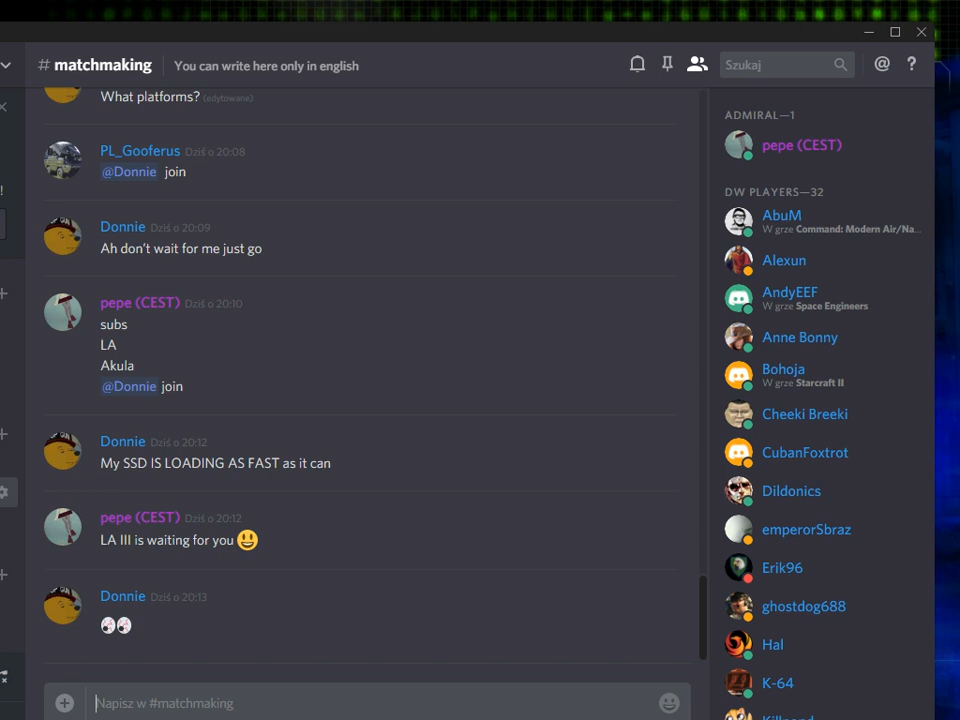 # matchmaking
You can write here only in english
Szukaj
@
?
!
What platforms? (edytowane)
PL_Gooferus Dziś o 20:08
@Donnie join
Donnie Dziś o 20:09
Ah don't wait for me just go
pepe (CEST) Dziś o 20:10
subs
LA
Akula
@Donnie join
Donnie Dziś o 20:12
My SSD IS LOADING AS FAST as it can
pepe (CEST) Dziś o 20:12
LA III is waiting for you 😃
Donnie Dziś o 20:13
👀
Napisz w #matchmaking
ADMIRAL—1
pepe (CEST)
DW PLAYERS—32
AbuM
W grze Command: Modern Air/Na...
Alexun
AndyEEF
W grze Space Engineers
Anne Bonny
Bohoja
W grze Starcraft II
Cheeki Breeki
CubanFoxtrot
Dildonics
emperorSbraz
Erik96
ghostdog688
Hal
K-64